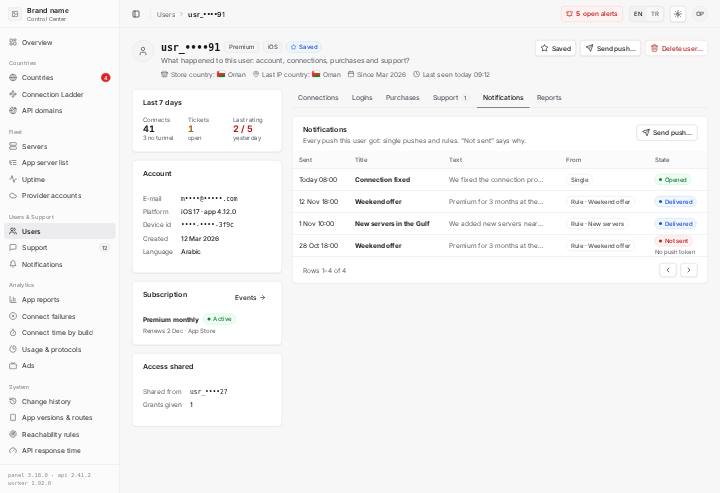 Brand name
Control Center
Overview
Countries
Countries 4
Connection Ladder
API domains
Fleet
Servers
App server list
Uptime
Provider accounts
Users & Support
Users
Support 12
Notifications
Analytics
App reports
Connect failures
Connect time by build
Usage & protocols
Ads
System
Change history
App versions & routes
Reachability rules
API response time
panel 3.18.0 · api 2.41.2
worker 1.92.0
Users > usr_••••91
5 open alerts
EN TR
OP
usr_••••91 Premium iOS Saved
What happened to this user: account, connections, purchases and support?
Store country: Oman Last IP country: Oman Since Mar 2026 Last seen today 09:12
Saved Send push... Delete user...
Last 7 days
Connects Tickets Last rating
41 1 2 / 5
3 no tunnel open yesterday
Account
E-mail m••••@•••••.com
Platform iOS 17 · app 4.12.0
Device id ••••-••••-3f9c
Created 12 Mar 2026
Language Arabic
Subscription Events →
Premium monthly Active
Renews 2 Dec · App Store
Access shared
Shared from usr_••••27
Grants given 1
Connections Logins Purchases Support 1 Notifications Reports
Notifications
Every push this user got: single pushes and rules. "Not sent" says why.
Send push...
Sent Title Text From State
Today 08:00 Connection fixed We fixed the connection pro... Single Opened
12 Nov 18:00 Weekend offer Premium for 3 months at the... Rule · Weekend offer Delivered
1 Nov 10:00 New servers in the Gulf We added new servers near... Rule · New servers Delivered
28 Oct 18:00 Weekend offer Premium for 3 months at the... Rule · Weekend offer Not sent
No push token
Rows 1–4 of 4